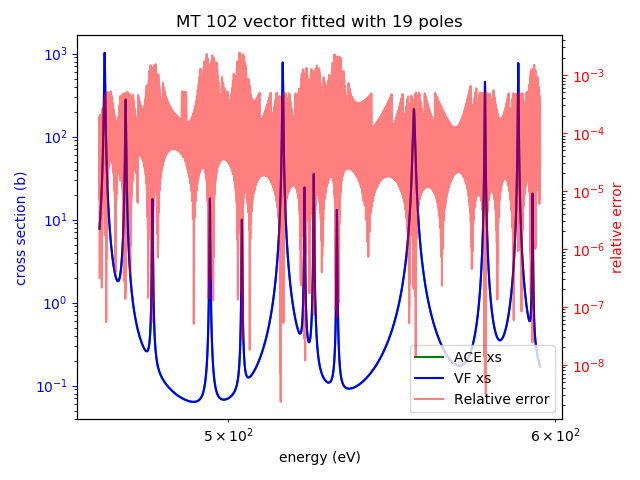 MT 102 vector fitted with 19 poles
10³
10²
10¹
10⁰
10⁻¹
cross section (b)
10⁻³
10⁻⁴
10⁻⁵
10⁻⁶
10⁻⁷
10⁻⁸
relative error
ACE xs
VF xs
Relative error
5 × 10²
6 × 10²
energy (eV)